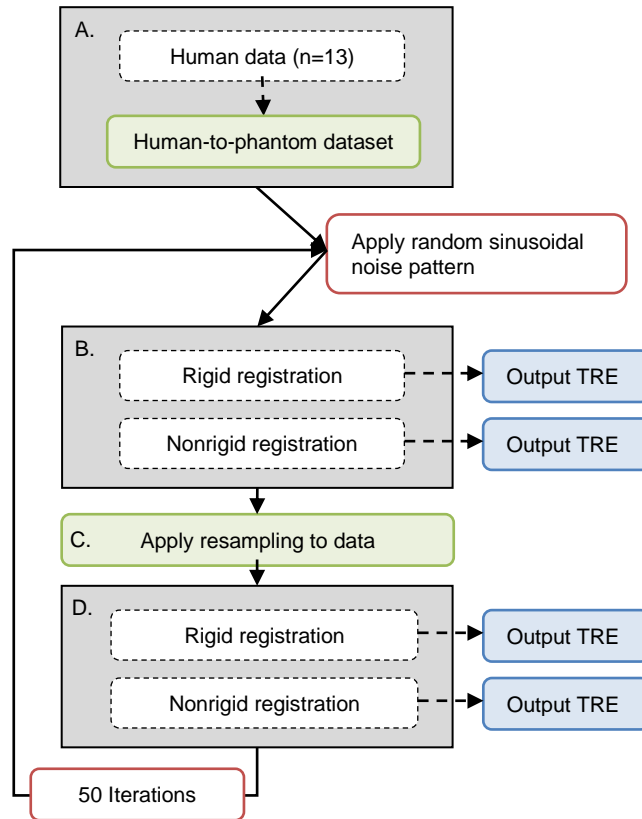 A.
Human data (n=13)
Human-to-phantom dataset
Apply random sinusoidal
noise pattern
B.
Rigid registration
Output TRE
Nonrigid registration
Output TRE
C.
Apply resampling to data
D.
Rigid registration
Output TRE
Nonrigid registration
Output TRE
50 Iterations